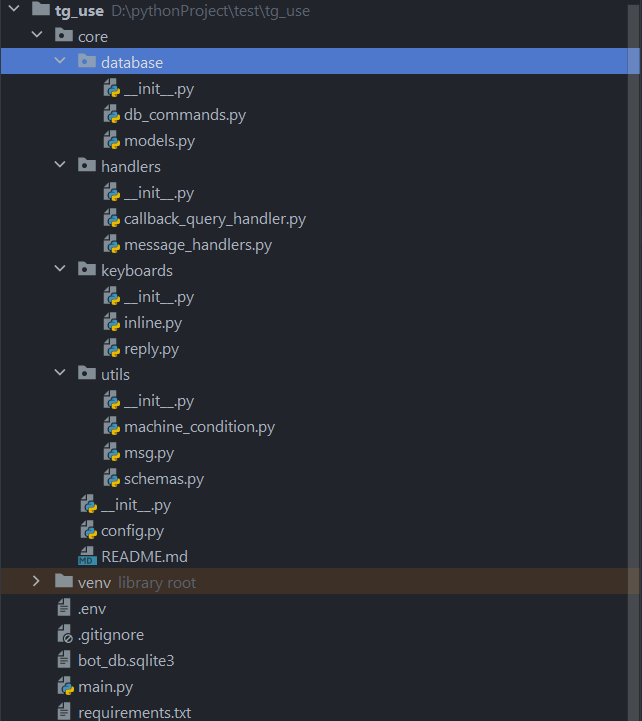 tg_use D:\pythonProject\test\tg_use
core
database
__init__.py
db_commands.py
models.py
handlers
__init__.py
callback_query_handler.py
message_handlers.py
keyboards
__init__.py
inline.py
reply.py
utils
__init__.py
machine_condition.py
msg.py
schemas.py
__init__.py
config.py
MD README.md
venv library root
.env
.gitignore
bot_db.sqlite3
main.py
requirements.txt